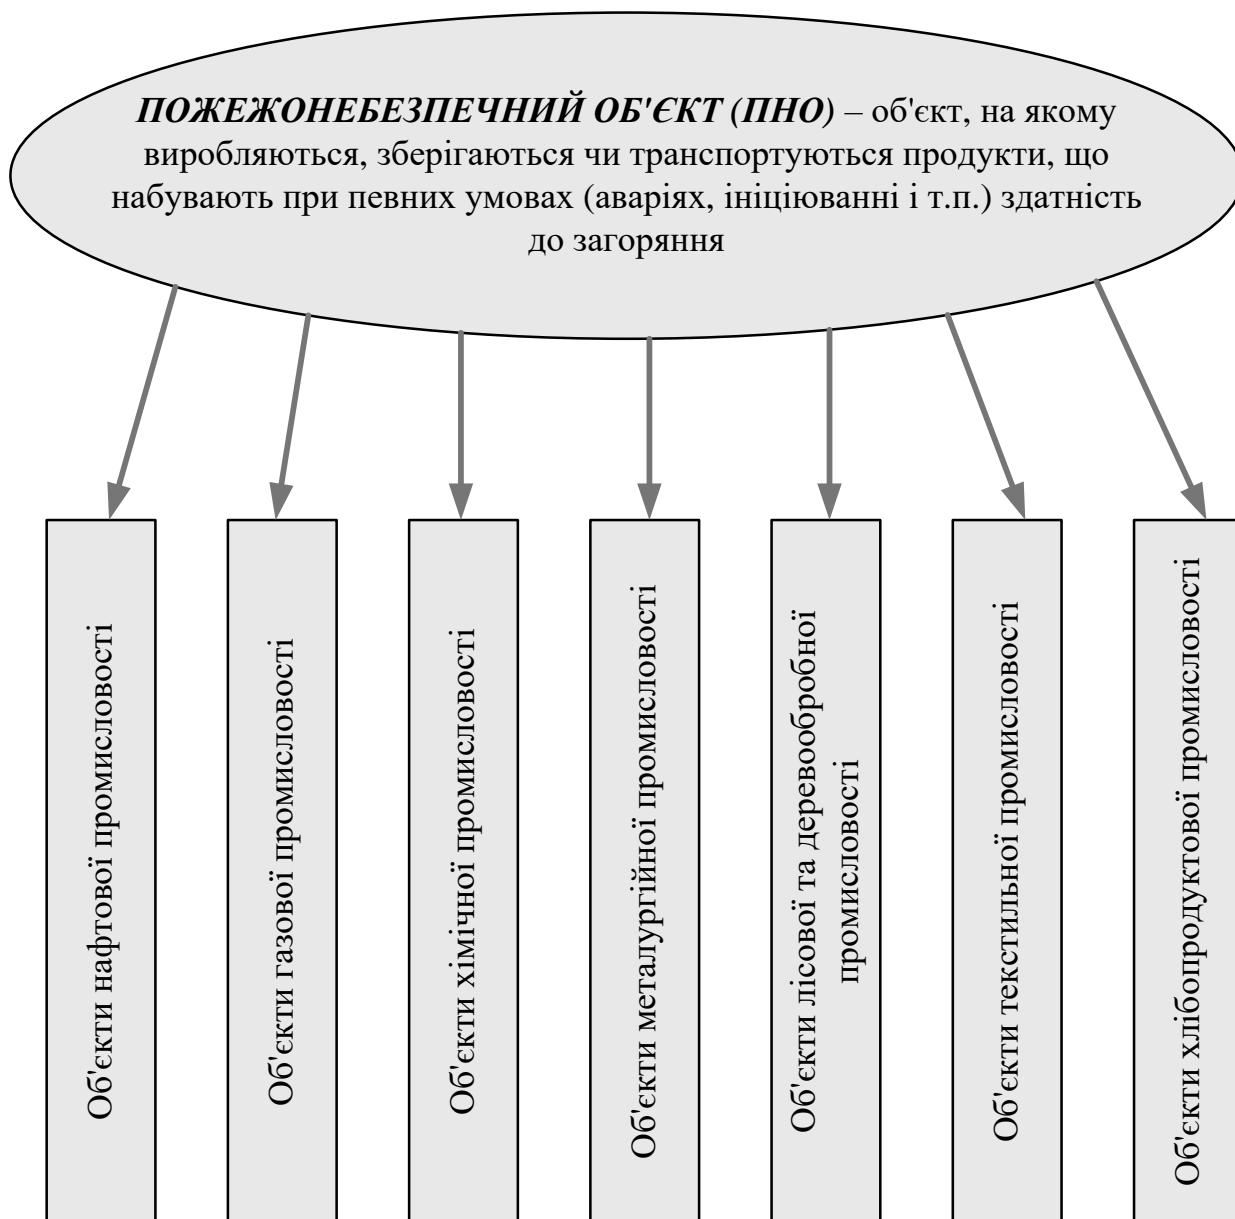 ПОЖЕЖОНЕБЕЗПЕЧНИЙ ОБ'ЄКТ (ПНО) – об'єкт, на якому
виробляються, зберігаються чи транспортуються продукти, що
набувають при певних умовах (аваріях, ініціюванні і т.п.) здатність
до загоряння
Об'єкти нафтової промисловості
Об'єкти газової промисловості
Об'єкти хімічної промисловості
Об'єкти металургійної промисловості
Об'єкти лісової та деревообробної
промисловості
Об'єкти текстильної промисловості
Об'єкти хлібопродуктової промисловості